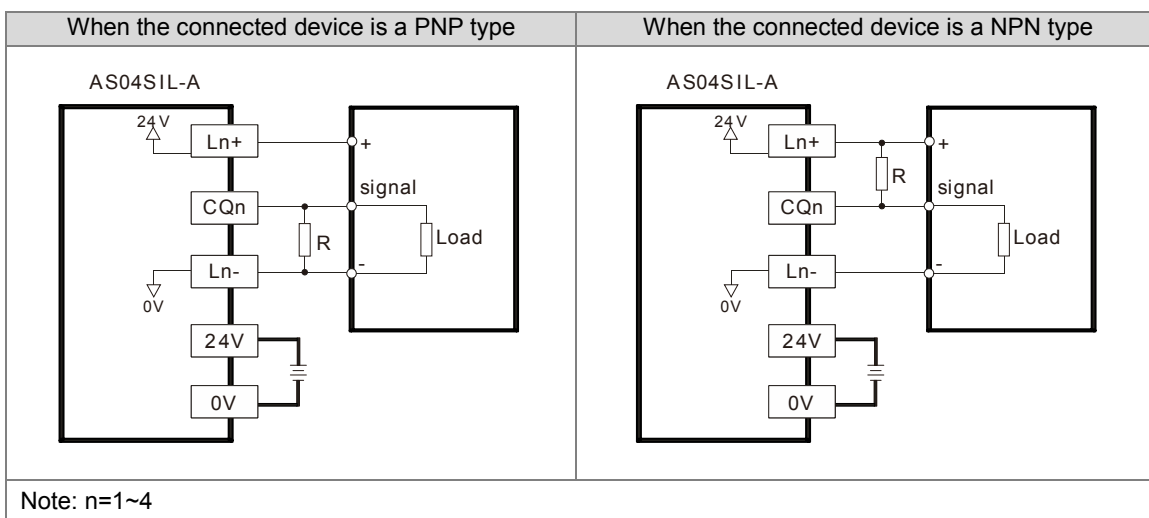 When the connected device is a PNP type
When the connected device is a NPN type
AS04SIL-A
24V
Ln+
+
signal
CQn
R
Load
Ln-
-
0V
24V
0V
AS04SIL-A
24V
Ln+
+
R
signal
CQn
Load
Ln-
-
0V
24V
0V
Note: n=1~4